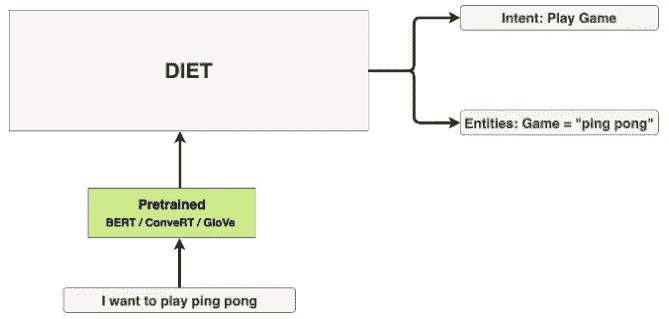 DIET
Intent: Play Game
Entities: Game = "ping pong"
Pretrained
BERT / ConveRT / GloVe
I want to play ping pong